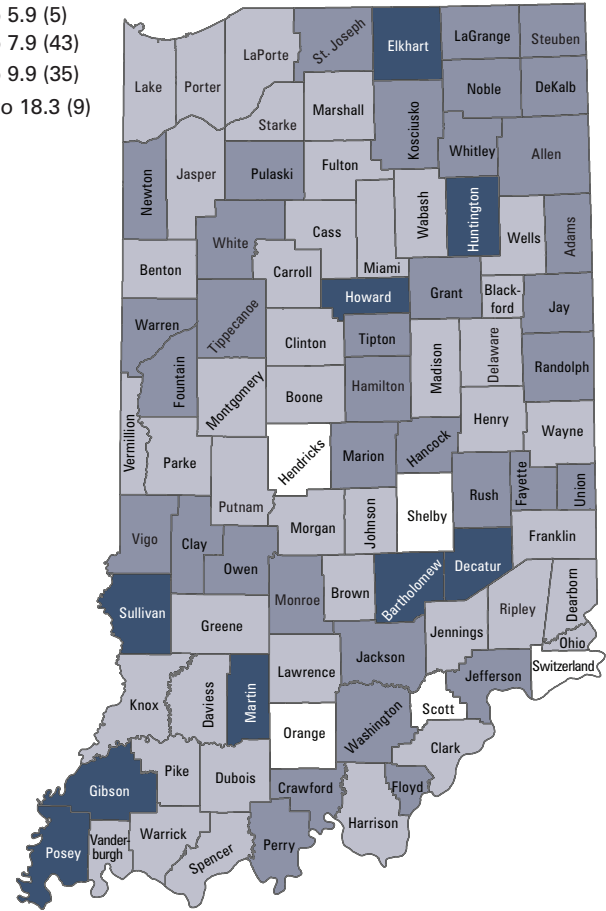 5.9 (5)
7.9 (43)
9.9 (35)
o 18.3 (9)
St. Joseph
Elkhart
LaGrange
Steuben
LaPorte
Lake
Porter
Noble
DeKalb
Marshall
Starke
Kosciusko
Whitley
Allen
Fulton
Pulaski
Jasper
Newton
Wabash
Huntington
Wells
Adams
Cass
White
Miami
Carroll
Benton
Howard
Grant
Black-
ford
Jay
Warren
Tippecanoe
Clinton
Tipton
Madison
Delaware
Randolph
Fountain
Montgomery
Boone
Hamilton
Henry
Wayne
Vermillion
Parke
Hendricks
Marion
Hancock
Rush
Fayette
Union
Putnam
Morgan
Johnson
Shelby
Franklin
Vigo
Clay
Owen
Monroe
Brown
Bartholomew
Decatur
Dearborn
Ripley
Sullivan
Greene
Jennings
Ohio
Switzerland
Jackson
Jefferson
Lawrence
Knox
Daviess
Martin
Orange
Washington
Scott
Clark
Pike
Dubois
Gibson
Crawford
Floyd
Harrison
Posey
Vander-
burgh
Warrick
Spencer
Perry